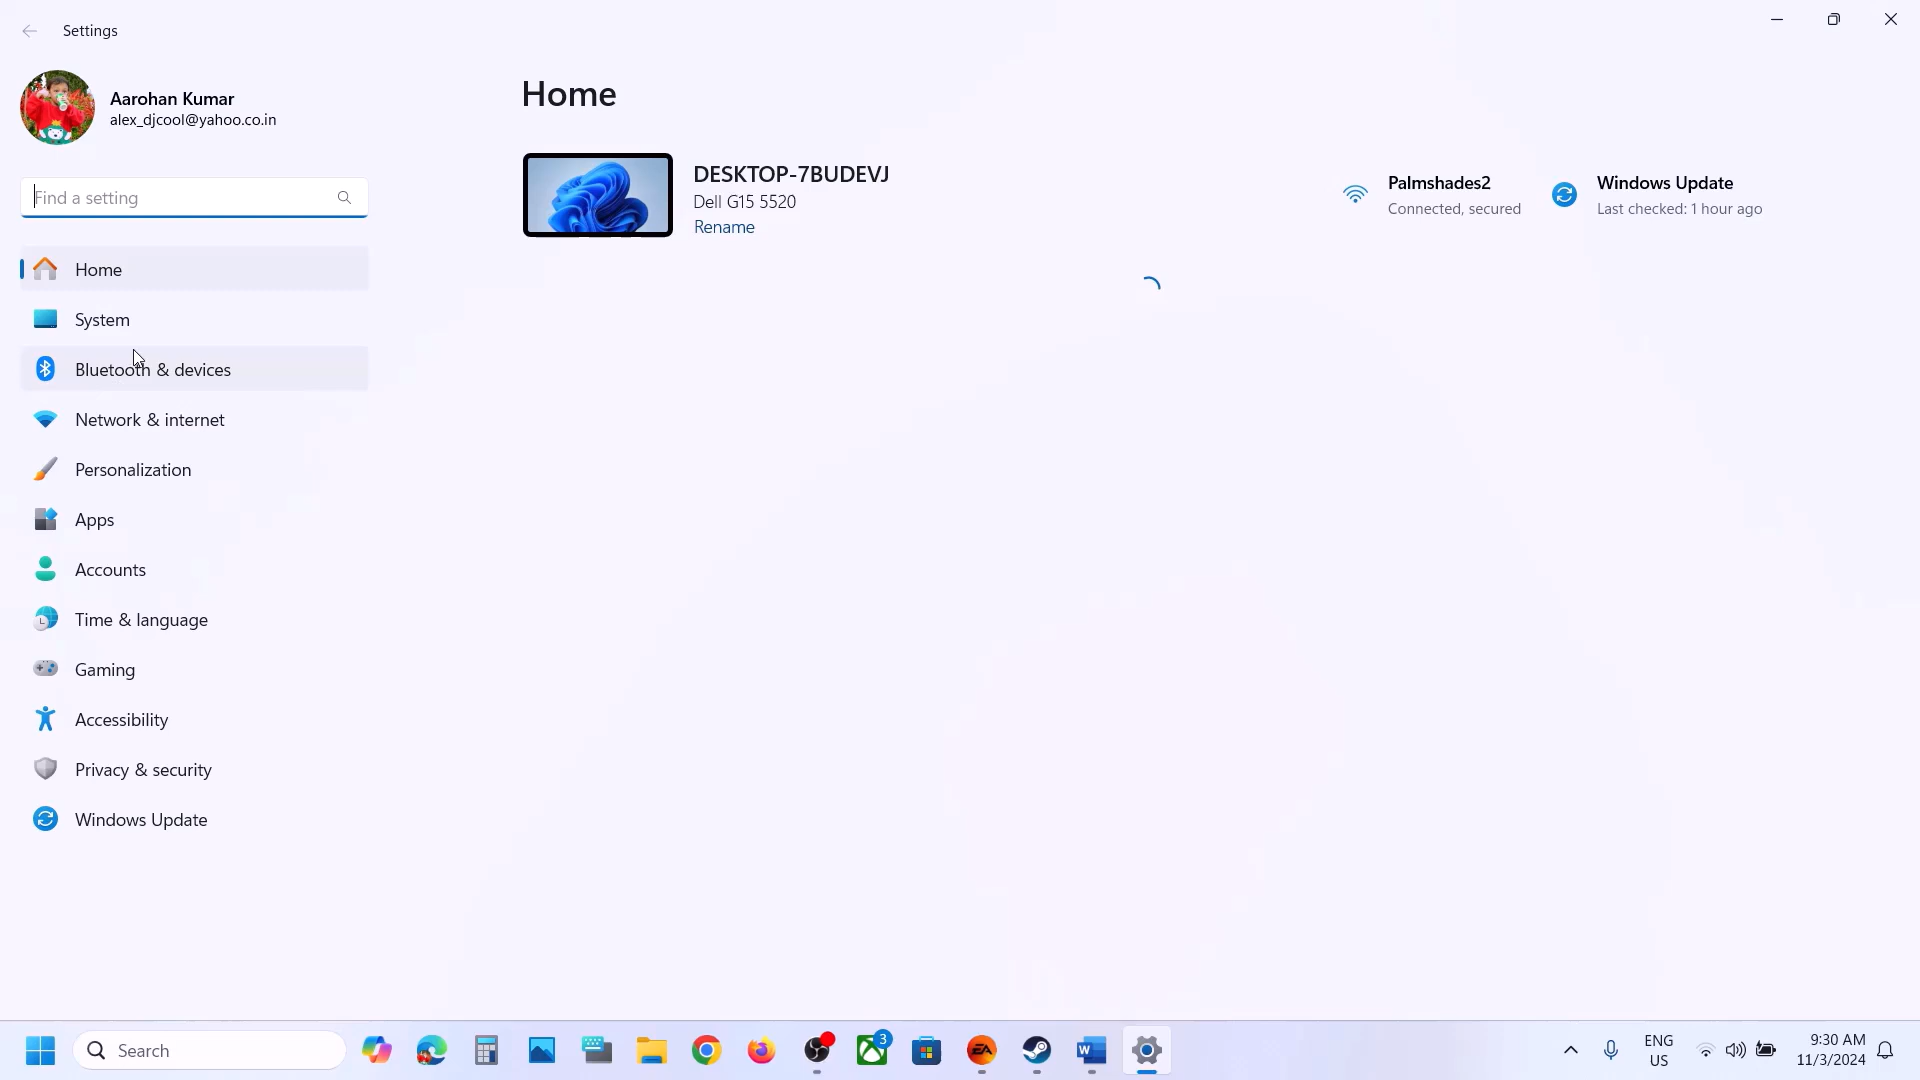 Settings
Aarohan Kumar
alex_djcool@yahoo.co.in
Find a setting
Home
System
Bluetooth & devices
Network & internet
Personalization
Apps
Accounts
Time & language
Gaming
Accessibility
Privacy & security
Windows Update
Home
DESKTOP-7BUDEVJ
Dell G15 5520
Rename
Palmshades2
Connected, secured
Windows Update
Last checked: 1 hour ago
Search
3
EA
W
ENG
US
9:30 AM
11/3/2024